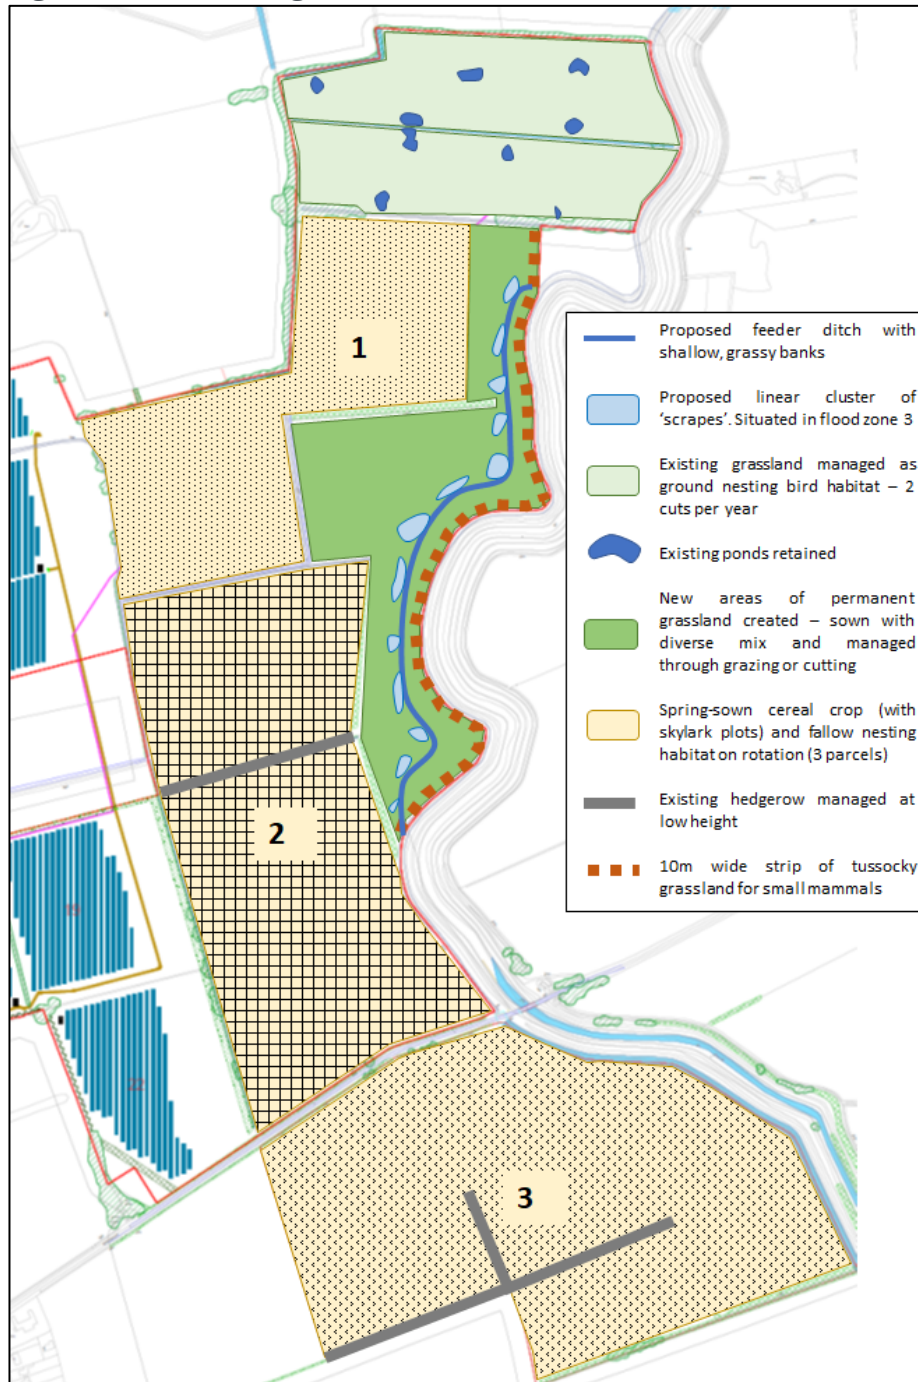 1
2
3
19
22
Proposed feeder ditch with
shallow, grassy banks
Proposed linear cluster of
‘scrapes’. Situated in flood zone 3
Existing grassland managed as
ground nesting bird habitat – 2
cuts per year
Existing ponds retained
New areas of permanent
grassland created – sown with
diverse mix and managed
through grazing or cutting
Spring-sown cereal crop (with
skylark plots) and fallow nesting
habitat on rotation (3 parcels)
Existing hedgerow managed at
low height
10m wide strip of tussocky
grassland for small mammals